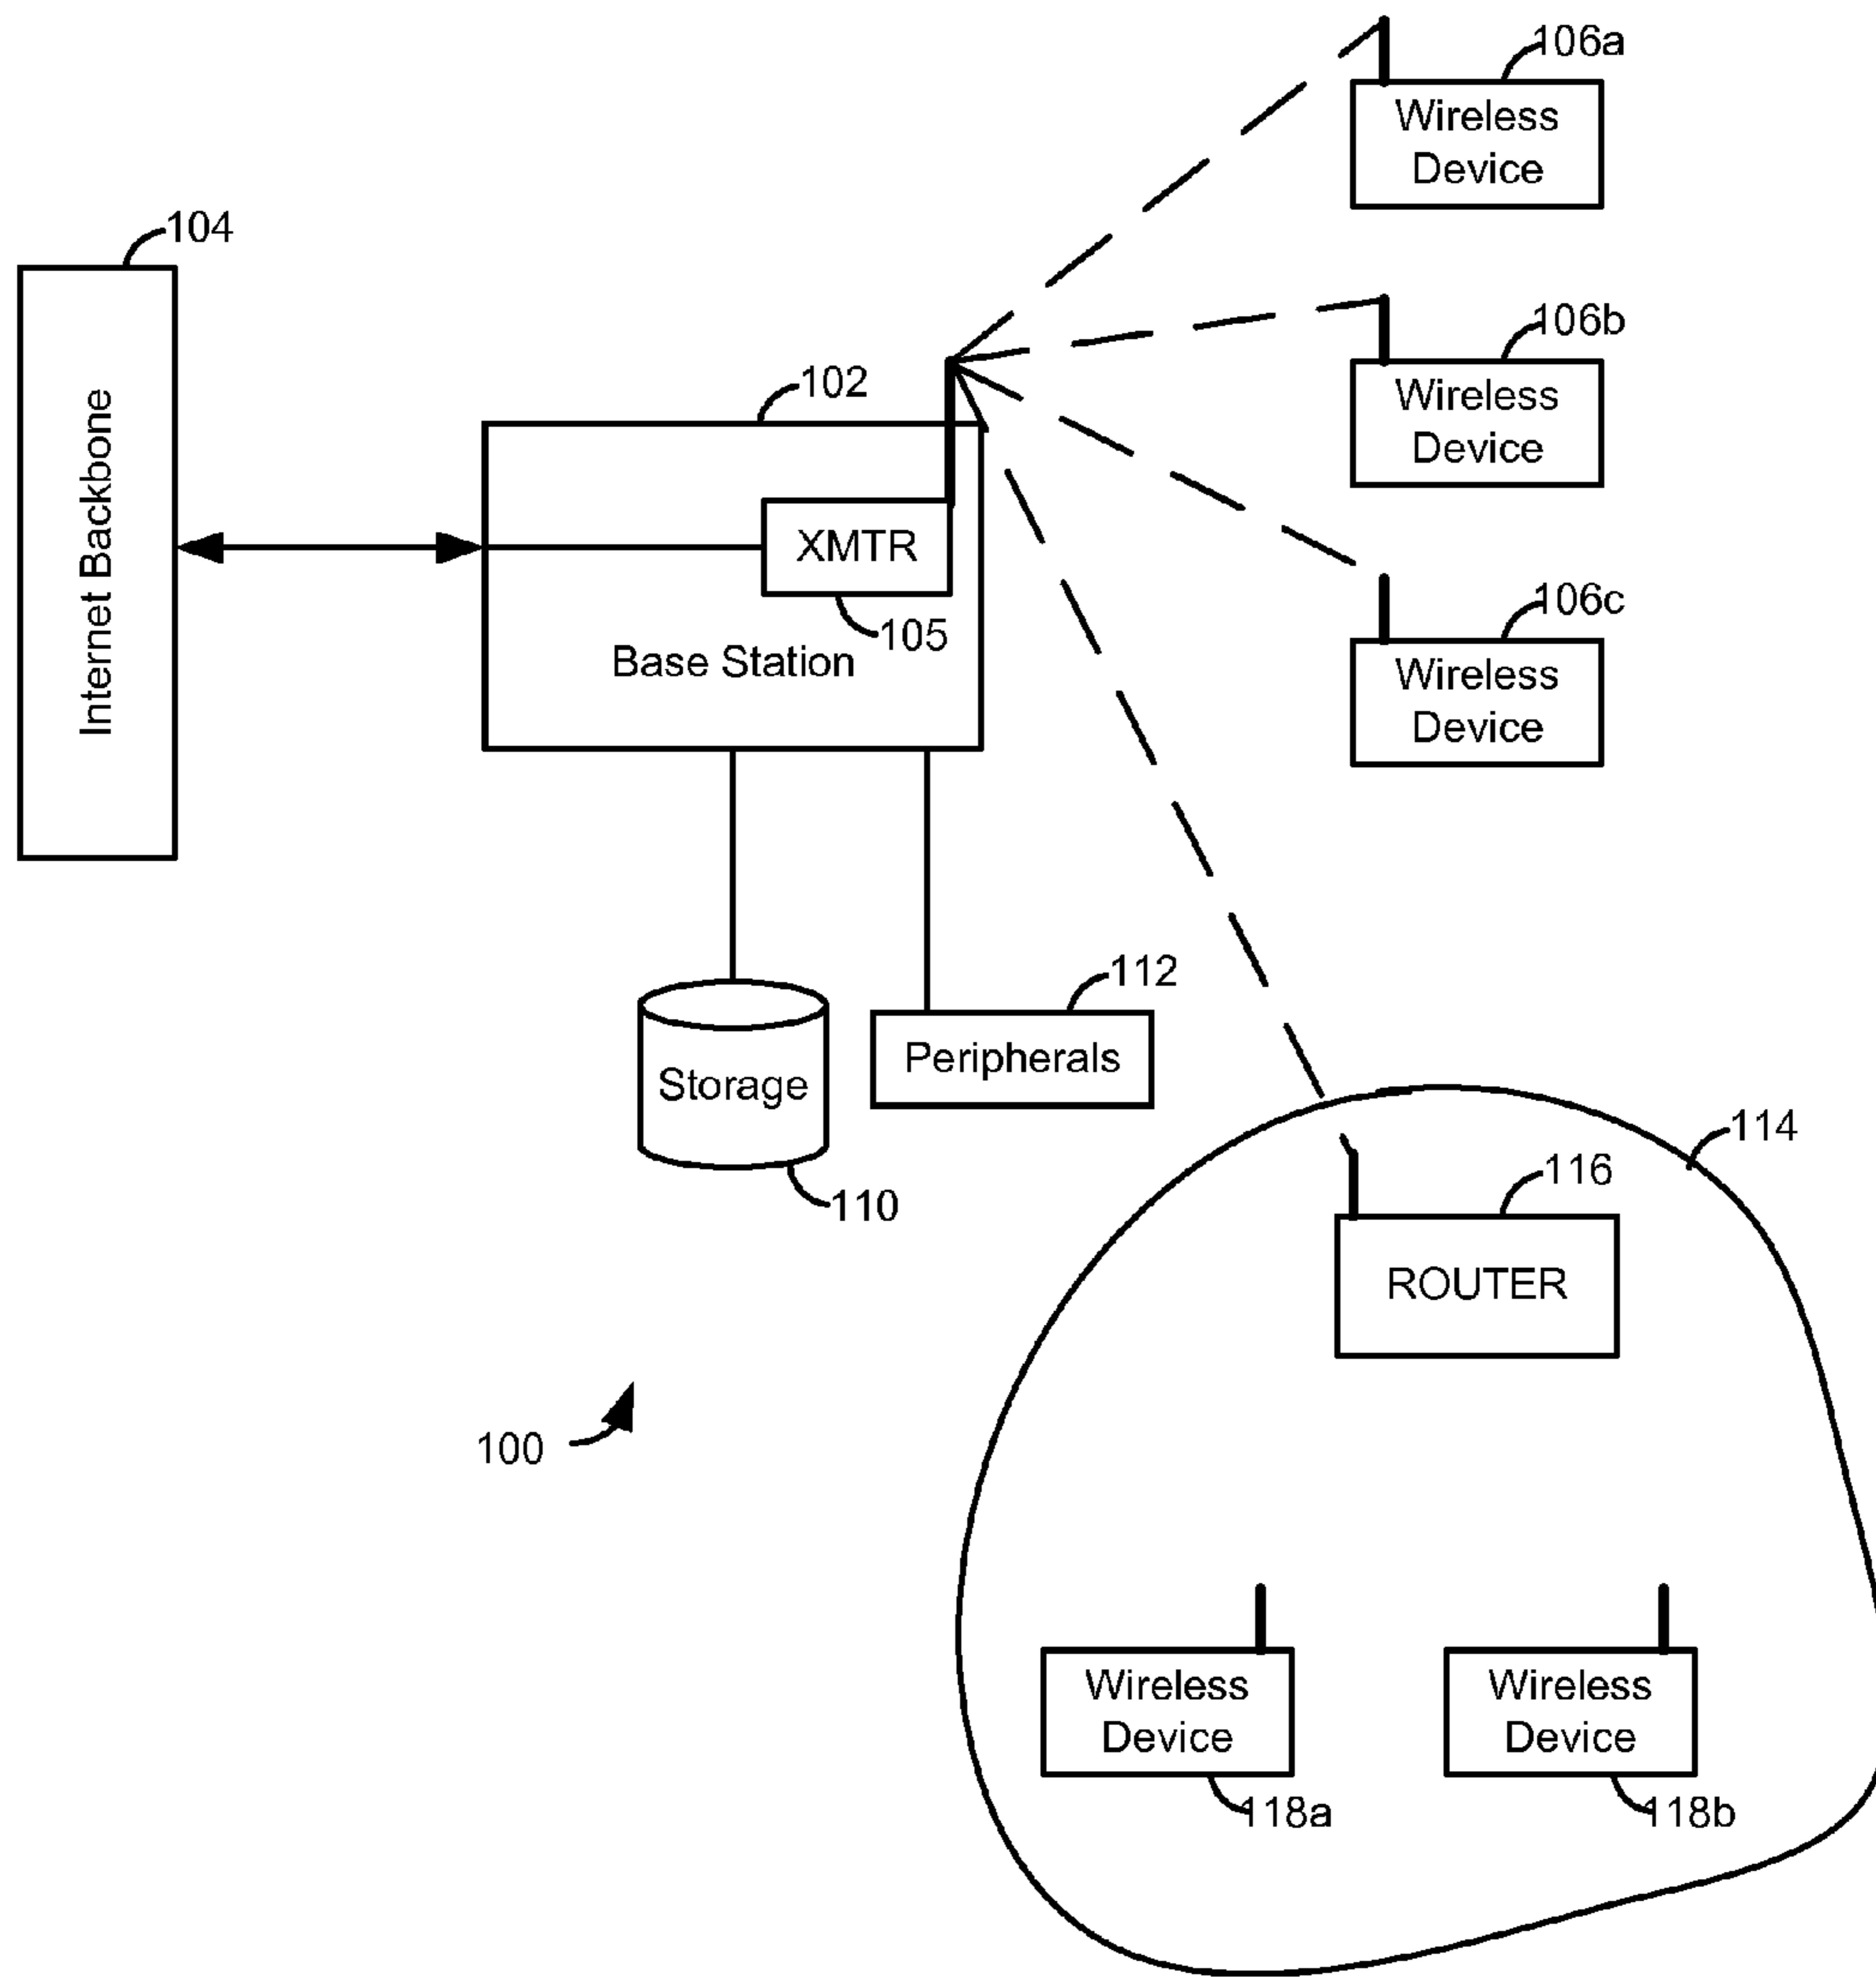 106a
Wireless
Device
104
106b
Wireless
Device
102
Internet Backbone
XMTR
105
Base Station
106c
Wireless
Device
112
Peripherals
Storage
110
114
116
ROUTER
100
Wireless
Device
118a
Wireless
Device
118b